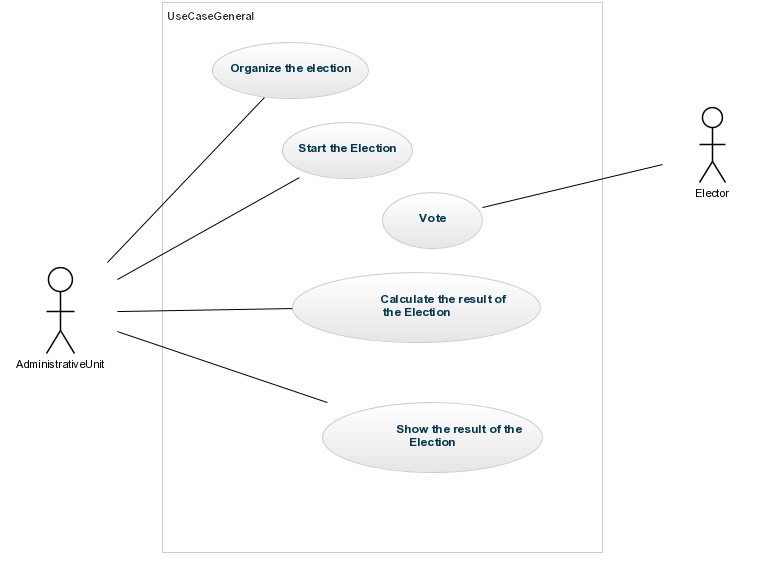 UseCaseGeneral
Organize the election
Start the Election
Vote
Elector
Calculate the result of
the Election
AdministrativeUnit
Show the result of the
Election